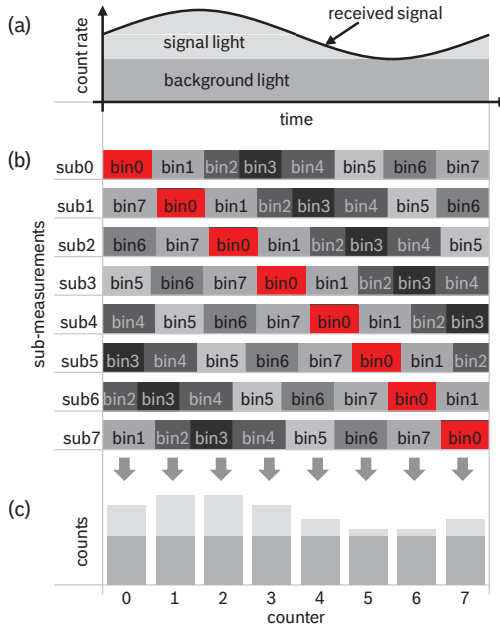 (a)
received signal
count rate
signal light
background light
time
(b)
sub-measurements
sub0 bin0 bin1 bin2 bin3 bin4 bin5 bin6 bin7
sub1 bin7 bin0 bin1 bin2 bin3 bin4 bin5 bin6
sub2 bin6 bin7 bin0 bin1 bin2 bin3 bin4 bin5
sub3 bin5 bin6 bin7 bin0 bin1 bin2 bin3 bin4
sub4 bin4 bin5 bin6 bin7 bin0 bin1 bin2 bin3
sub5 bin3 bin4 bin5 bin6 bin7 bin0 bin1 bin2
sub6 bin2 bin3 bin4 bin5 bin6 bin7 bin0 bin1
sub7 bin1 bin2 bin3 bin4 bin5 bin6 bin7 bin0
(c)
counts
0 1 2 3 4 5 6 7
counter